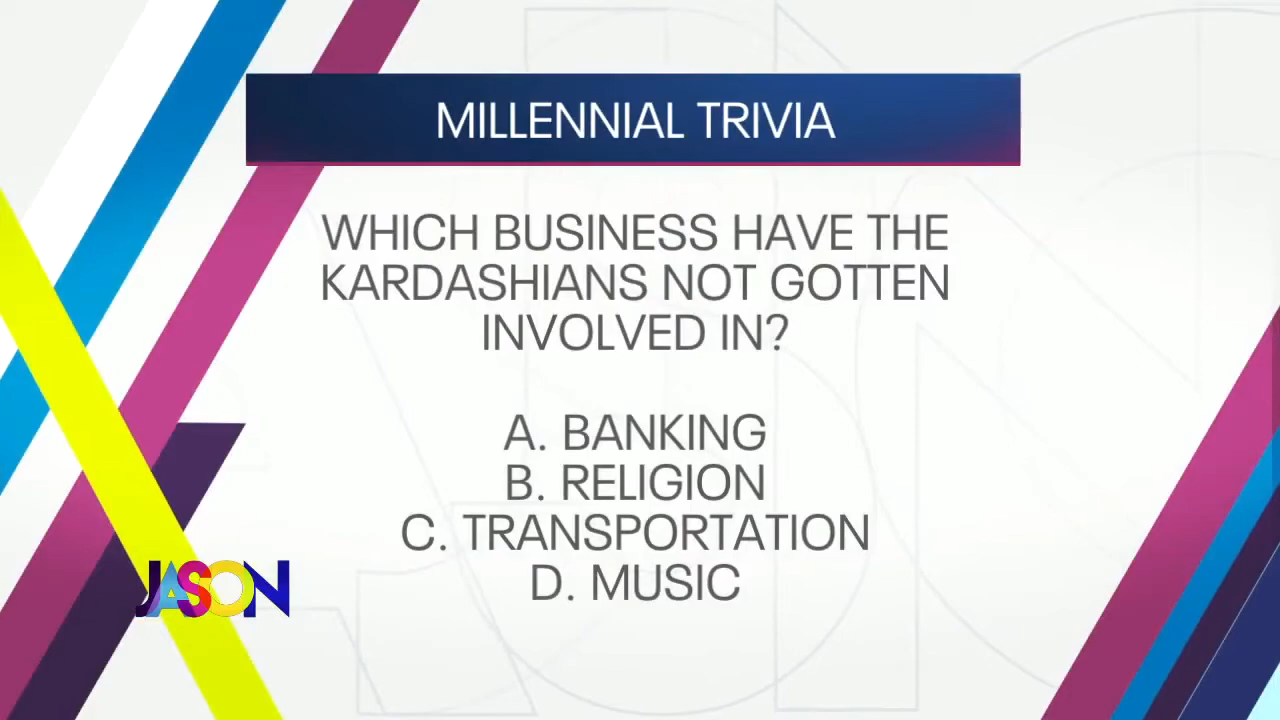 MILLENNIAL TRIVIA
WHICH BUSINESS HAVE THE
KARDASHIANS NOT GOTTEN
INVOLVED IN?
A. BANKING
B. RELIGION
C. TRANSPORTATION
D. MUSIC
JASON